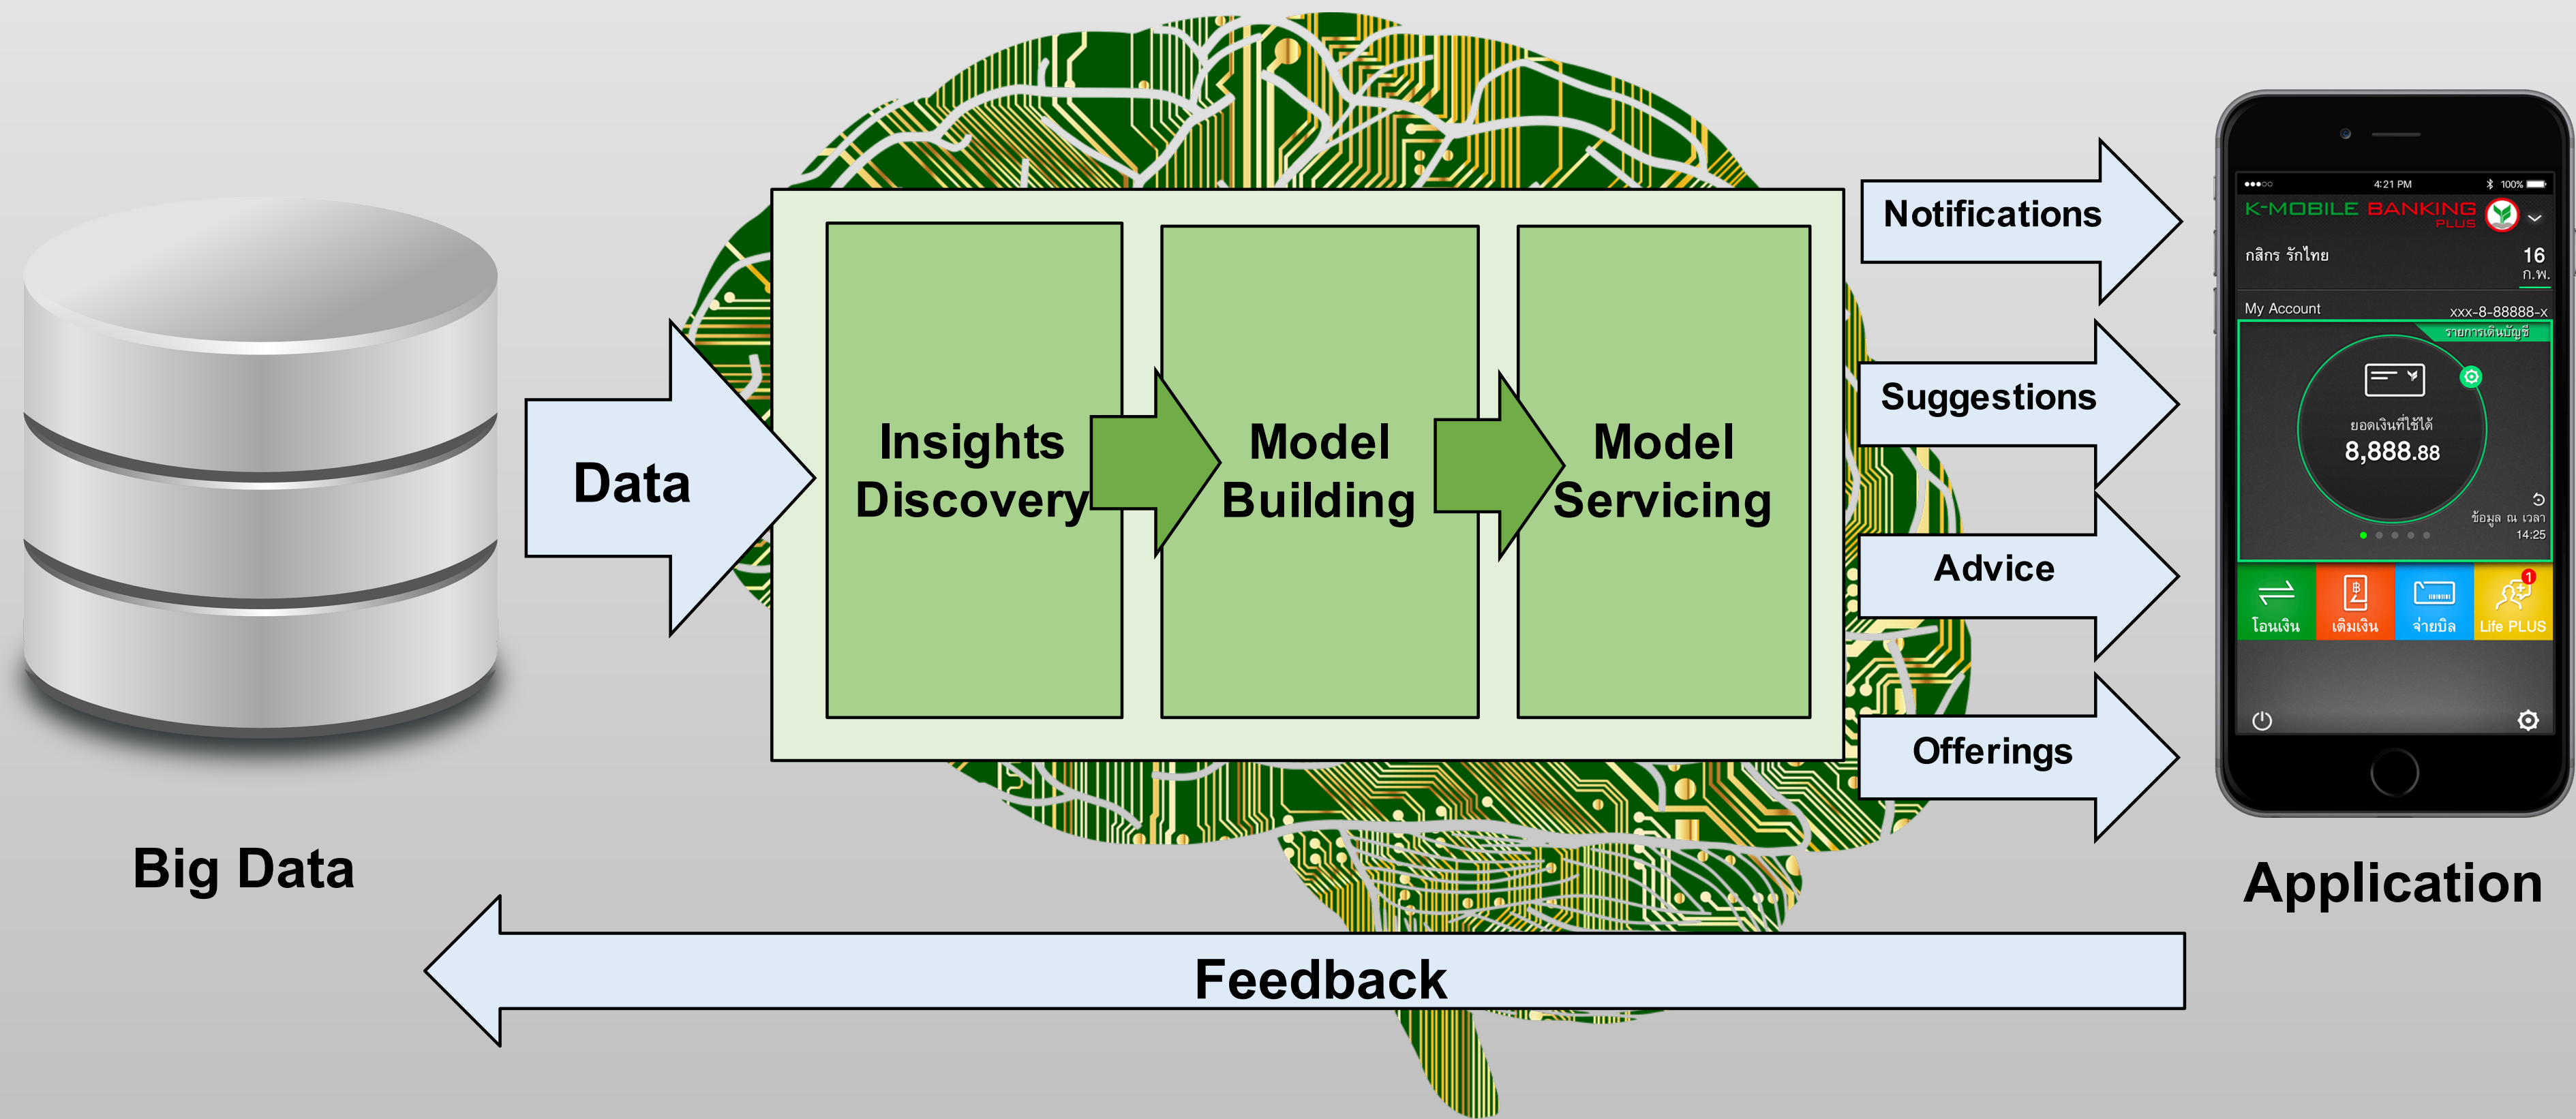 Big Data
Data
Insights
Discovery
Model
Building
Model
Servicing
Notifications
Suggestions
Advice
Offerings
4:21 PM
100%
K-MOBILE BANKING
PLUS
กสิกร รักไทย
16
ก.พ.
My Account
xxx-8-88888-x
รายการเดินบัญชี
ยอดเงินที่ใช้ได้
8,888.88
ข้อมูล ณ เวลา
14:25
1
โอนเงิน
เติมเงิน
จ่ายบิล
Life PLUS
Application
Feedback